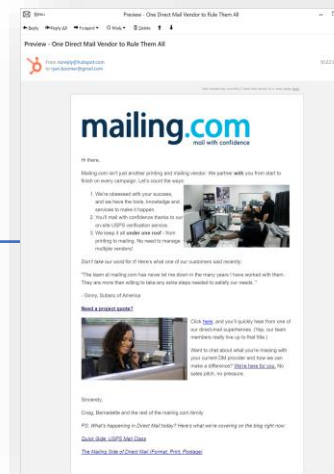 Menu
Preview - One Direct Mail Vendor to Rule Them All
Reply
Reply All
Forward
Delete
Preview - One Direct Mail Vendor to Rule Them All
From noreply@hubspot.com
To
mailing.com
mail with confidence
Hi there,
Mailing.com isn't just another printing and mailing vendor. We partner with you from start to
finish on every campaign. Let's count the ways:
1. We're obsessed with your success,
and we have the tools, knowledge and
services to make it happen.
2. You'll mail with confidence thanks to our
on-site USPS verification service.
3. We keep it all under one roof - from
printing to mailing. No need to manage
multiple vendors!
Don't take our word for it! Here's what one of our customers said recently:
"The team at mailing.com has never let me down in the many years I have worked with them.
They are more than willing to take any extra steps needed to satisfy our needs."
- Ginny, Subaru of America
Need a project quote?
Click here, and you'll quickly hear from one of
our direct-mail superheroes. (Yep, our team
members really live up to that title.)
Want to chat about what you're missing with
your current DM provider and how we can
make a difference? We're here for you. No
sales pitch, no pressure.
Sincerely,
Craig, Bernadette and the rest of the mailing.com family
PS: What's happening in Direct Mail today? Here's what we're covering on the blog right now:
Quick Guide: USPS Mail Class
The Mailing Side of Direct Mail (Format, Print, Postage)